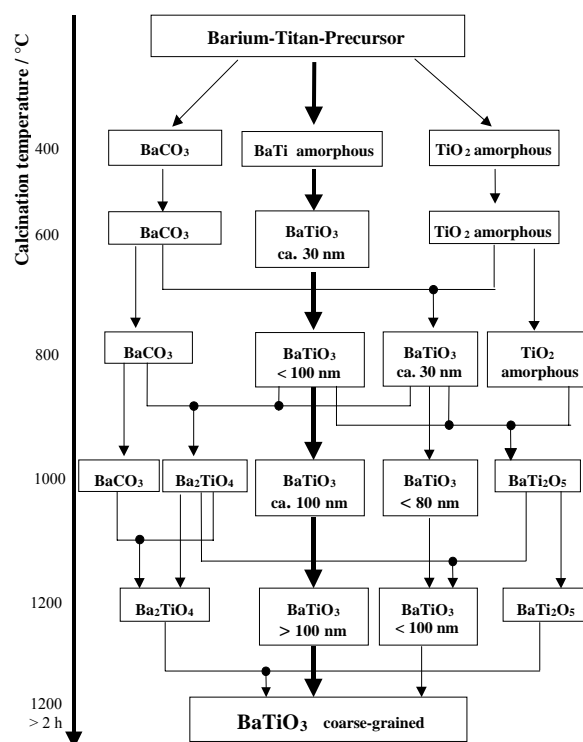 Calcination temperature / °C
Barium-Titan-Precursor
400
BaCO₃
BaTi amorphous
TiO₂ amorphous
600
BaCO₃
BaTiO₃
ca. 30 nm
TiO₂ amorphous
800
BaCO₃
BaTiO₃
< 100 nm
BaTiO₃
ca. 30 nm
TiO₂
amorphous
1000
BaCO₃
Ba₂TiO₄
BaTiO₃
ca. 100 nm
BaTiO₃
< 80 nm
BaTi₂O₅
1200
Ba₂TiO₄
BaTiO₃
> 100 nm
BaTiO₃
< 100 nm
BaTi₂O₅
1200
> 2 h
BaTiO₃ coarse-grained